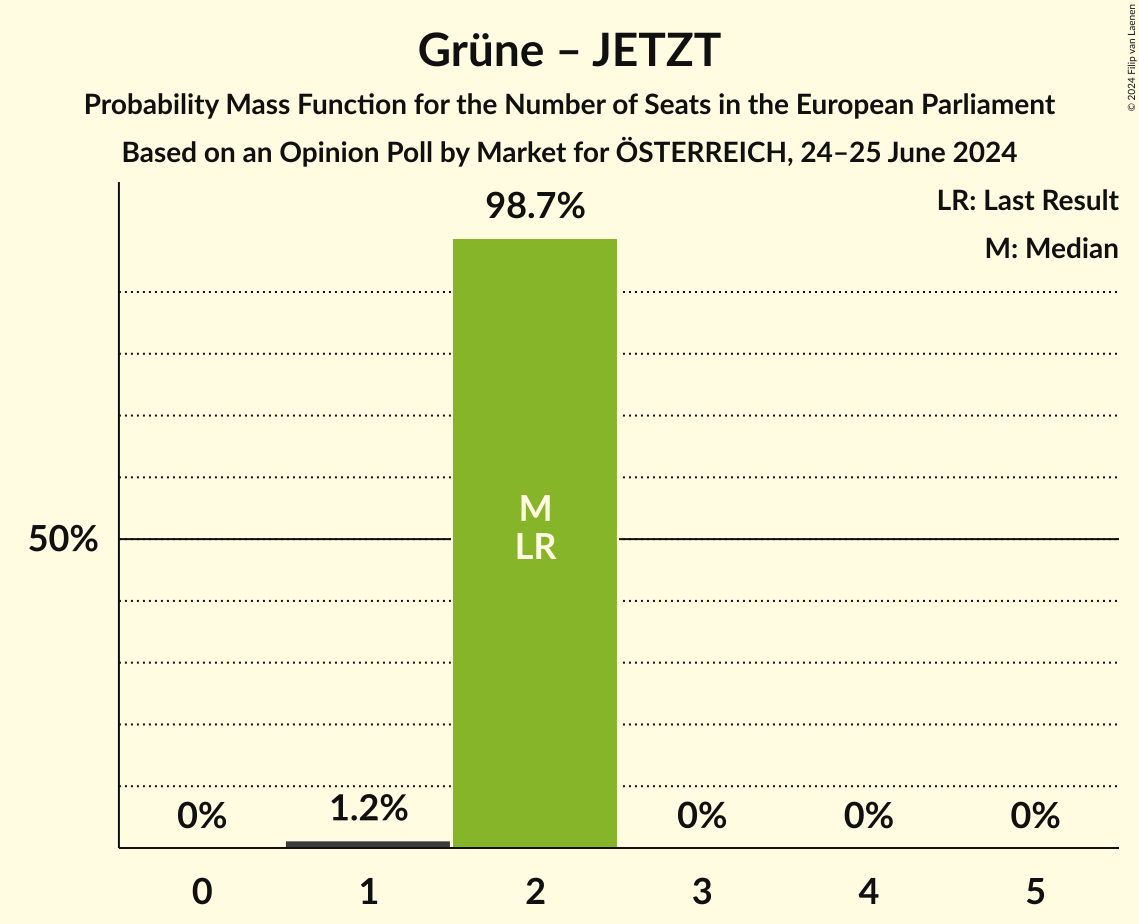 Grüne – JETZT
Probability Mass Function for the Number of Seats in the European Parliament
Based on an Opinion Poll by Market for ÖSTERREICH, 24–25 June 2024
© 2024 Filip van Laenen
LR: Last Result
M: Median
98.7%
M
LR
50%
0%
1.2%
0%
0%
0%
0
1
2
3
4
5